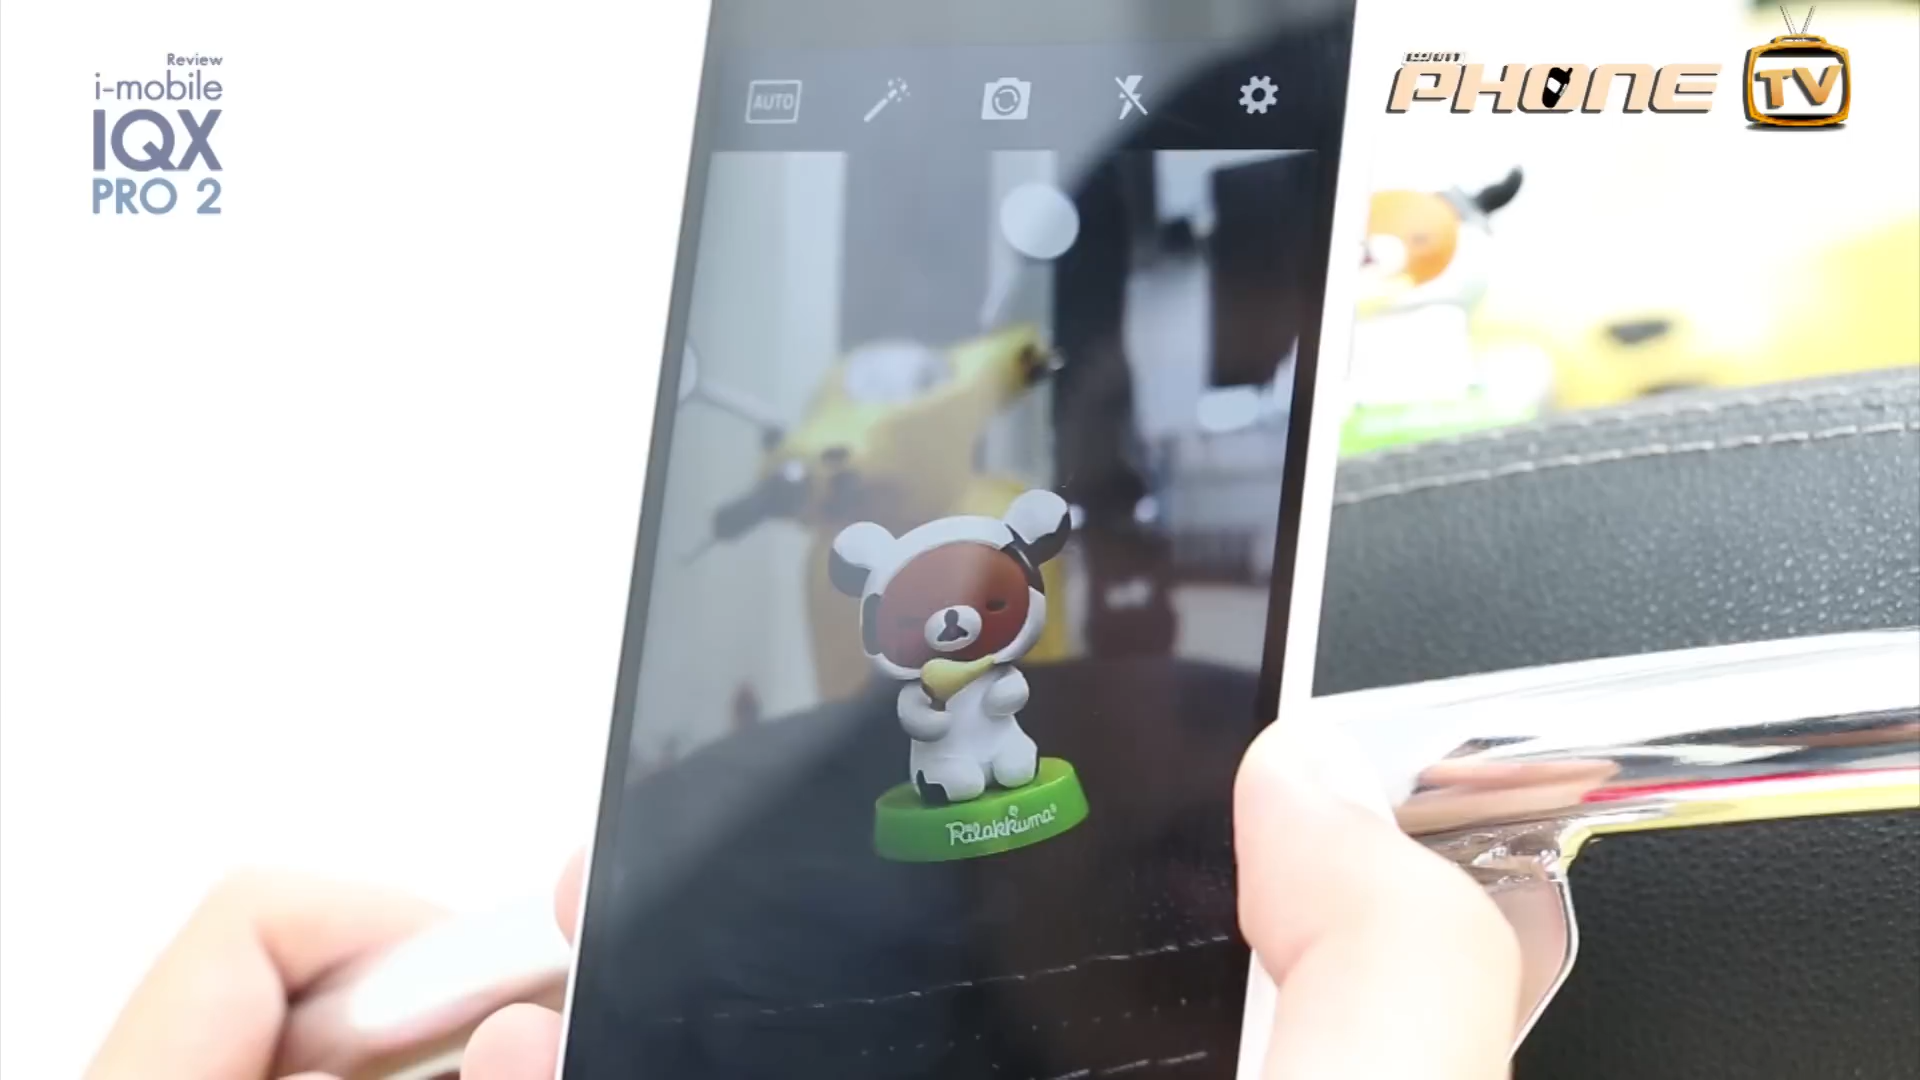 Review
i-mobile
IQX
PRO 2
PHONE
TV
AUTO
Rilakkuma